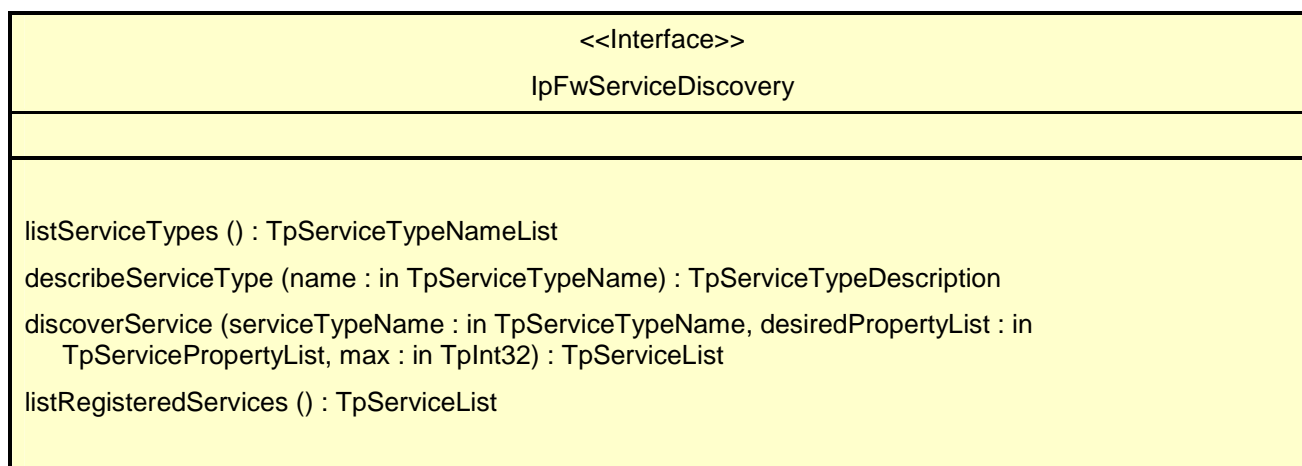 <<Interface>>
IpFwServiceDiscovery
listServiceTypes () : TpServiceTypeNameList
describeServiceType (name : in TpServiceTypeName) : TpServiceTypeDescription
discoverService (serviceTypeName : in TpServiceTypeName, desiredPropertyList : in
TpServicePropertyList, max : in TpInt32) : TpServiceList
listRegisteredServices () : TpServiceList